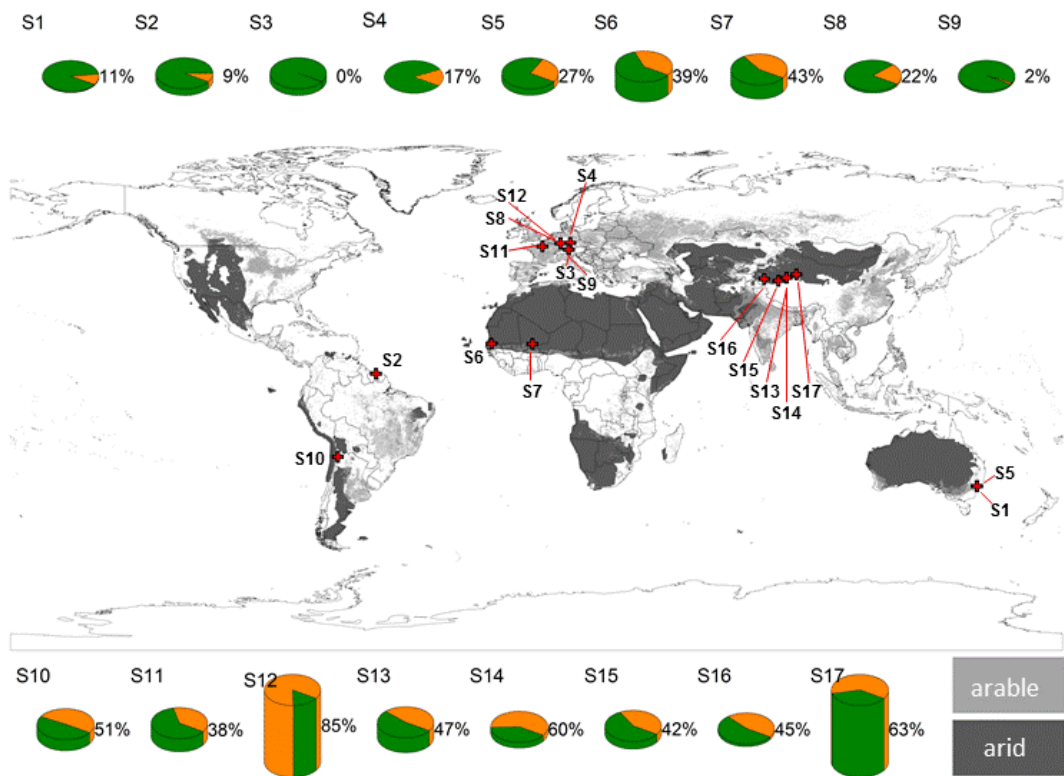 S1 S2 S3 S4 S5 S6 S7 S8 S9
11% 9% 0% 17% 27% 39% 43% 22% 2%
S4
S12
S8
S11
S3
S9
S16
S6
S15
S2
S7
S13
S17
S14
S10
S5
S1
S10 S11 S12 S13 S14 S15 S16 S17
51% 38% 85% 47% 60% 42% 45% 63%
arable
arid